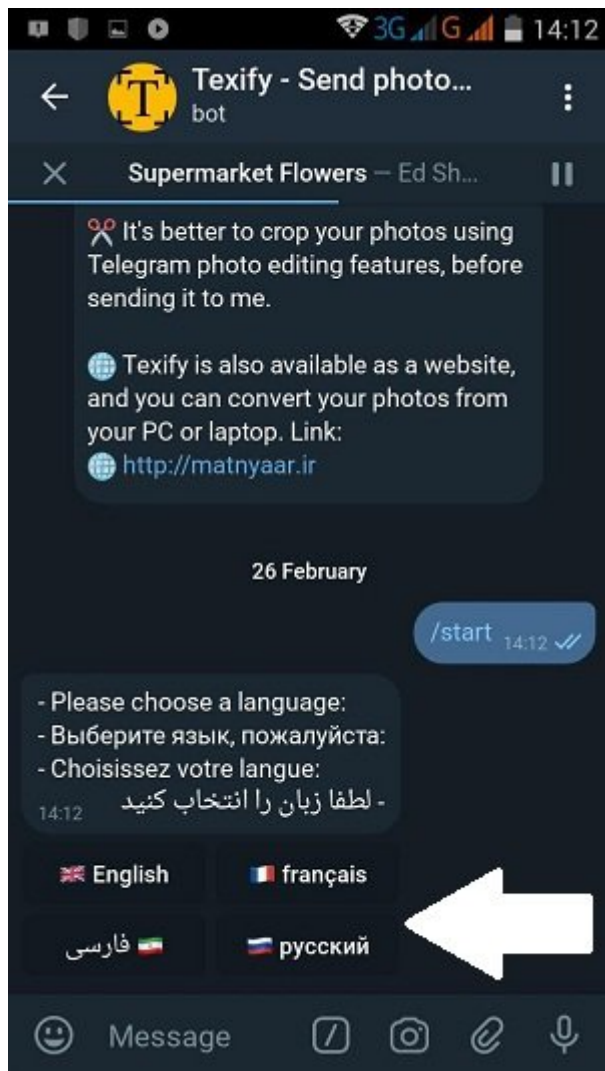 3G G 14:12
Texify - Send photo...
bot
Supermarket Flowers — Ed Sh...
✂️ It's better to crop your photos using
Telegram photo editing features, before
sending it to me.
🌐 Texify is also available as a website,
and you can convert your photos from
your PC or laptop. Link:
🌐 http://matnyaar.ir
26 February
/start 14:12
- Please choose a language:
- Выберите язык, пожалуйста:
- Choisissez votre langue:
- لطفا زبان را انتخاب کنید
14:12
🇬🇧 English
🇫🇷 français
🇮🇷 فارسی
🇷🇺 русский
Message